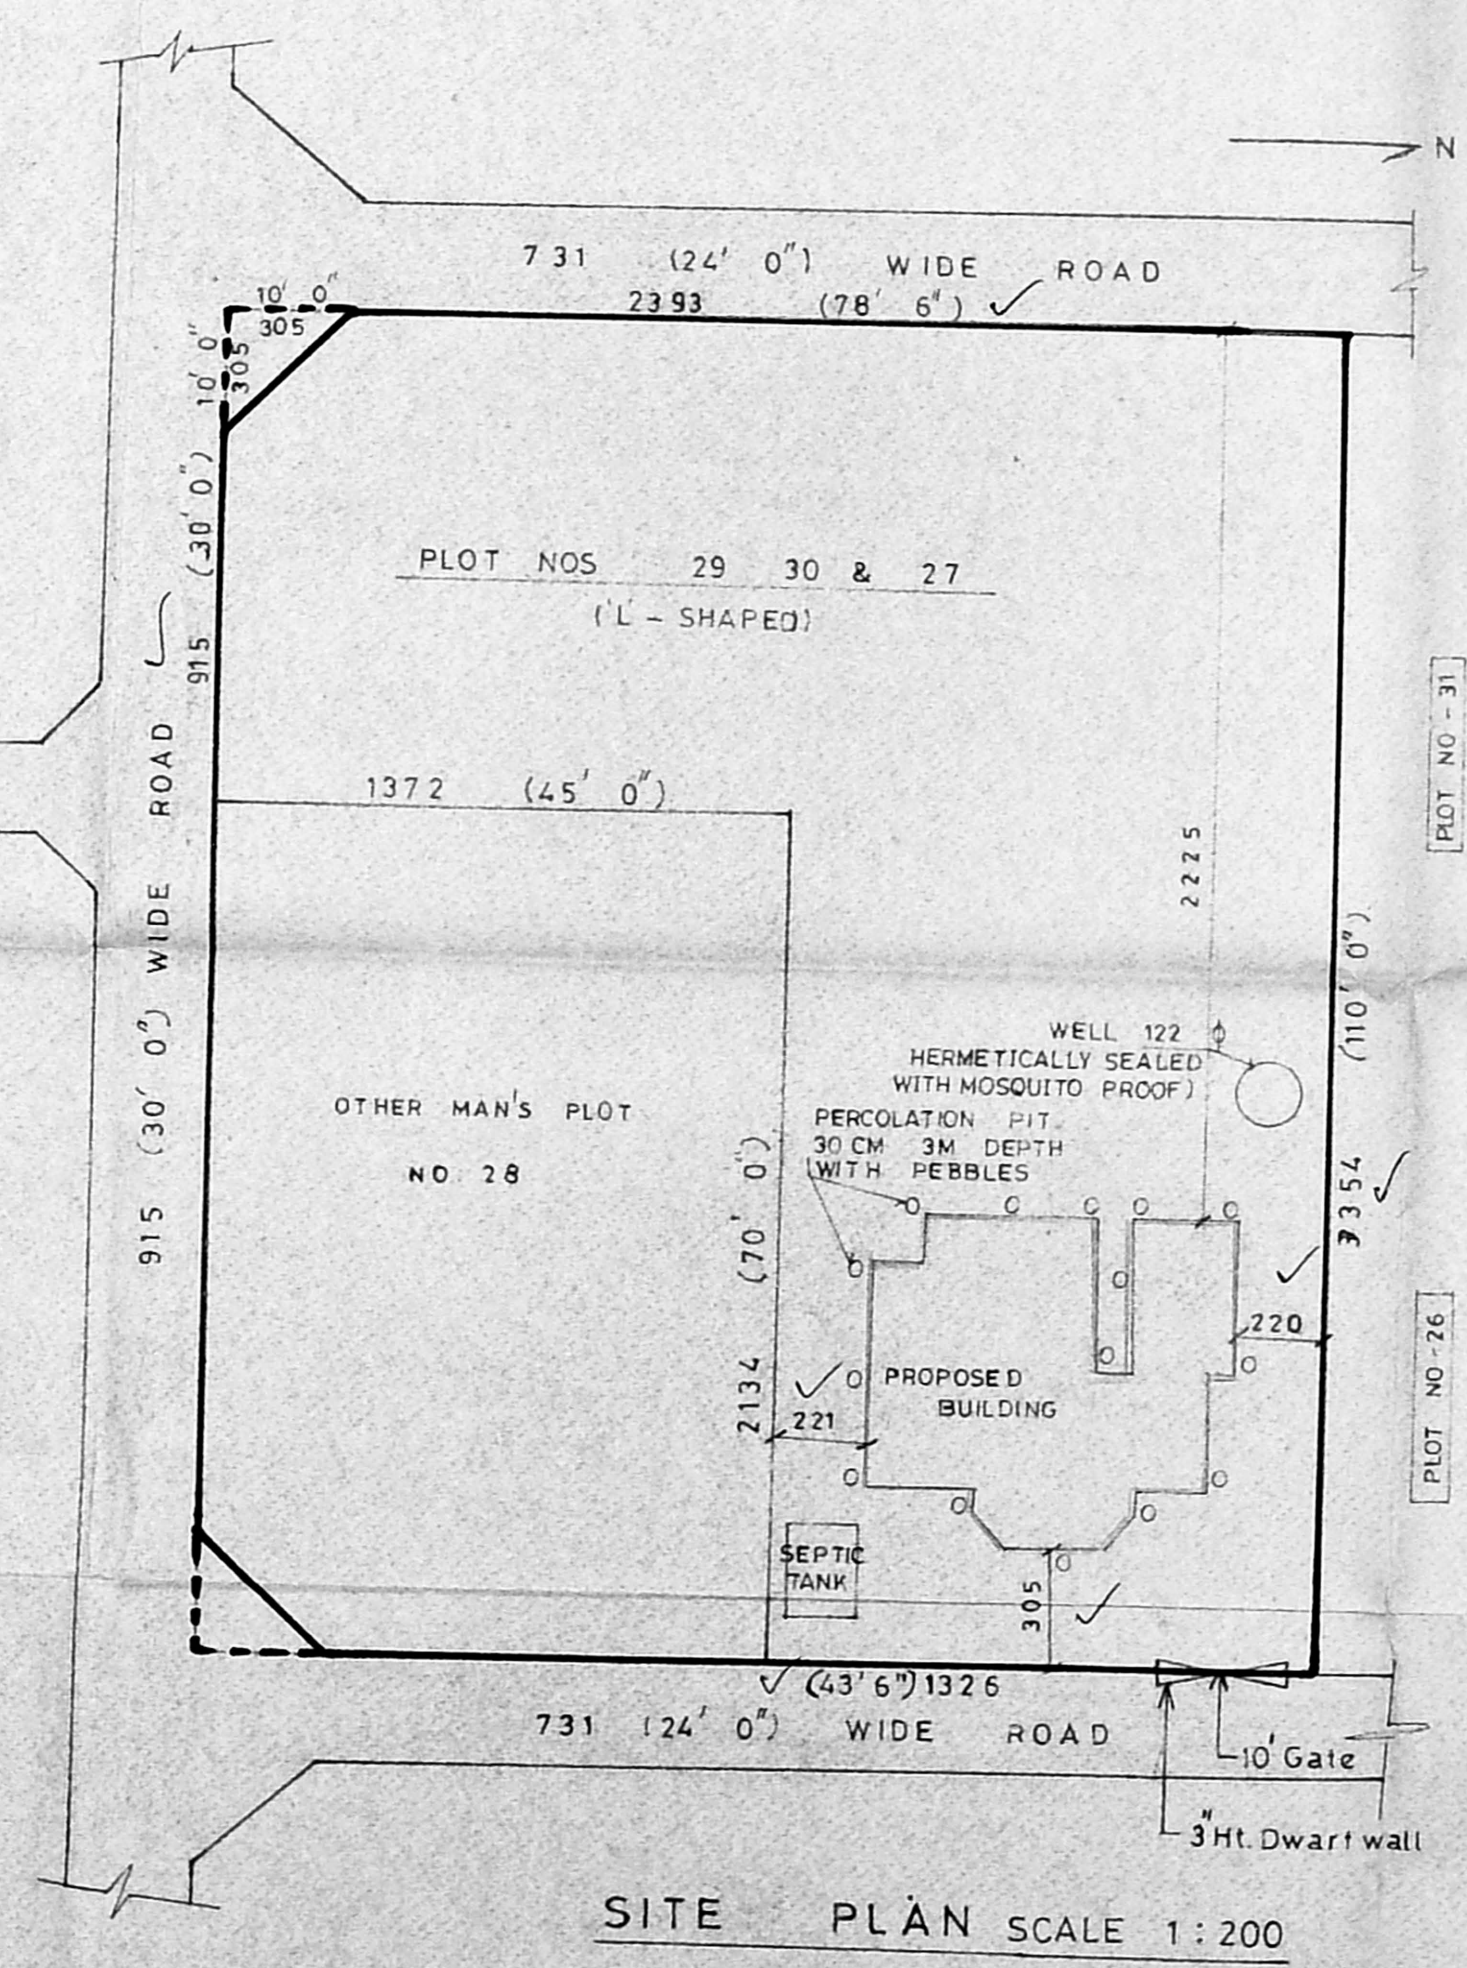 N
731 (24' 0") WIDE ROAD
2393 (78' 6")
10' 0"
305
10' 0"
305
915 (30' 0")
PLOT NOS 29 30 & 27
('L' - SHAPED)
PLOT NO - 31
1372 (45' 0")
915 (30' 0") WIDE ROAD
2225
(110' 0")
3354
WELL 122 ϕ
HERMETICALLY SEALED
WITH MOSQUITO PROOF)
PERCOLATION PIT
30 CM 3M DEPTH
WITH PEBBLES
OTHER MAN'S PLOT
NO. 28
2134 (70' 0")
220
PROPOSED
BUILDING
221
PLOT NO-26
SEPTIC
TANK
305
(43'6") 1326
731 (24' 0") WIDE ROAD
10' Gate
3" Ht. Dwart wall
SITE PLAN SCALE 1:200